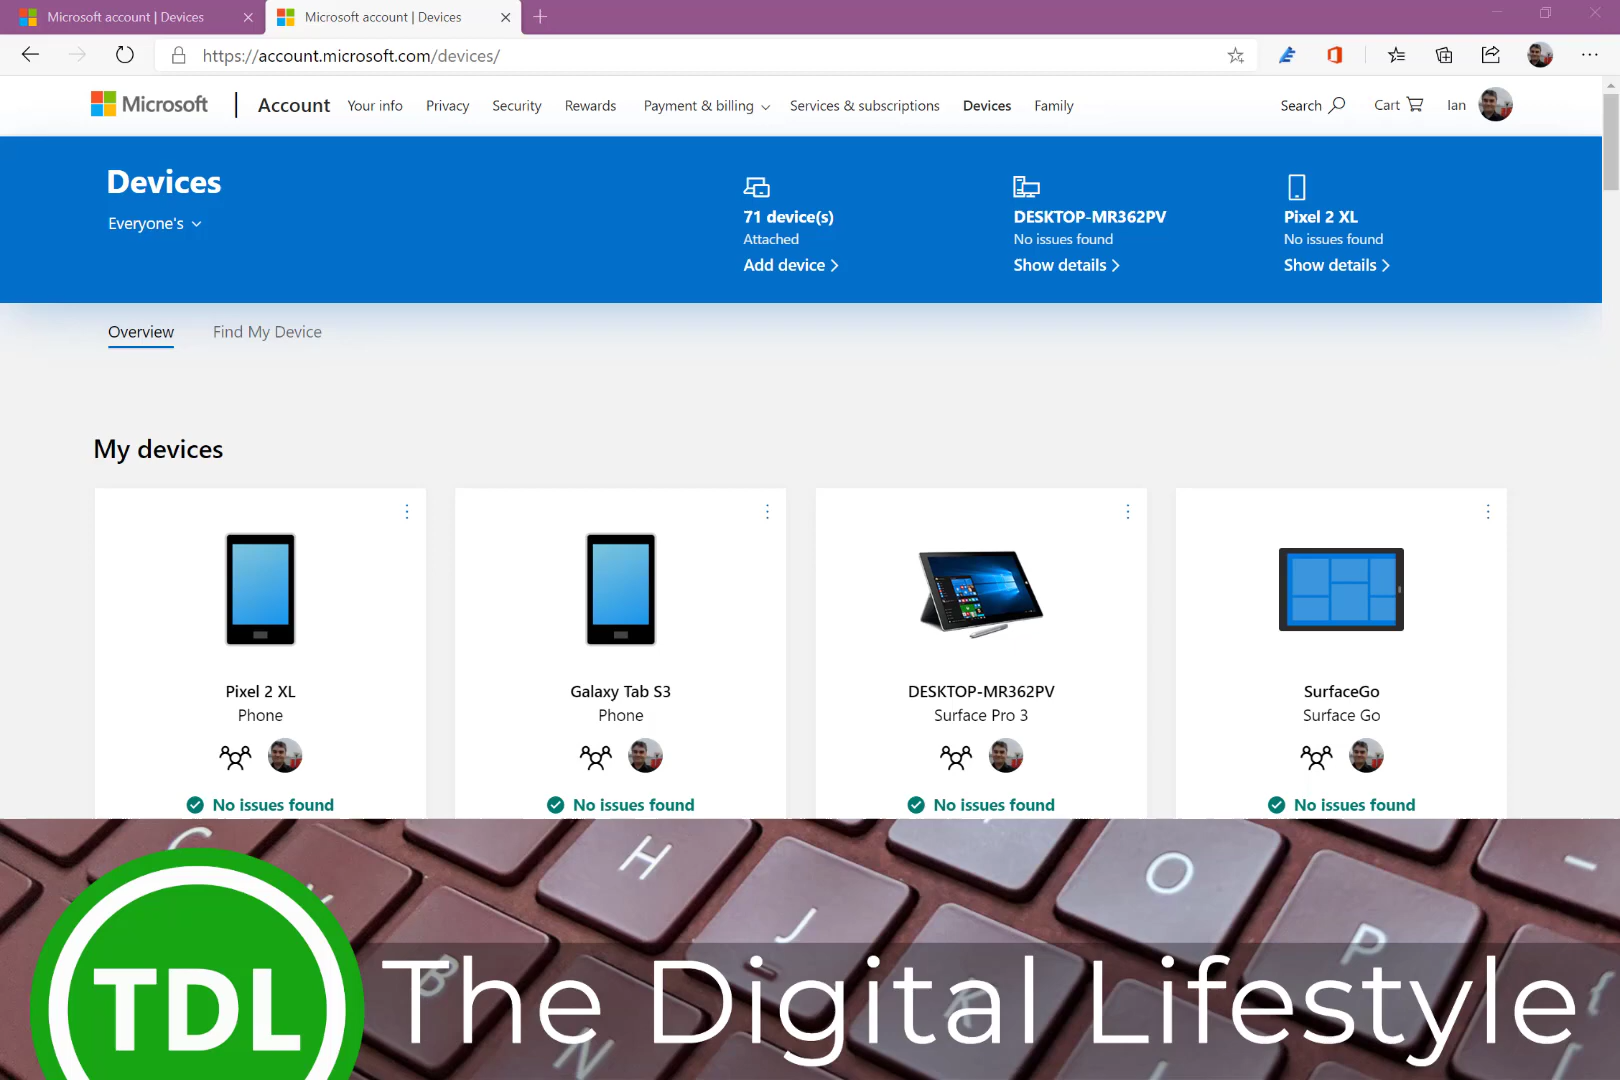 Microsoft account | Devices
Microsoft account | Devices
https://account.microsoft.com/devices/
Microsoft | Account Your info Privacy Security Rewards Payment & billing Services & subscriptions Devices Family Search Cart Ian
Devices
Everyone's
71 device(s)
Attached
Add device
DESKTOP-MR362PV
No issues found
Show details
Pixel 2 XL
No issues found
Show details
Overview Find My Device
My devices
Pixel 2 XL
Phone
No issues found
Galaxy Tab S3
Phone
No issues found
DESKTOP-MR362PV
Surface Pro 3
No issues found
SurfaceGo
Surface Go
No issues found
H
J
O
P
B
K
N
TDL
The Digital Lifestyle